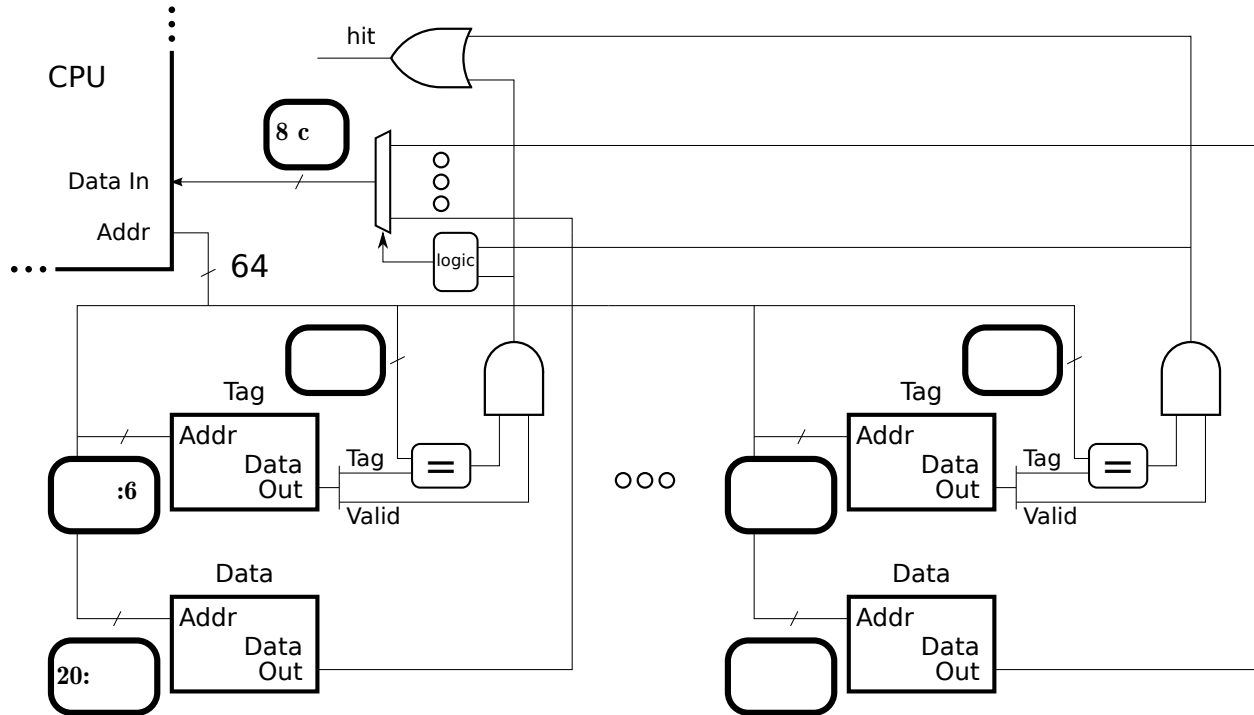 hit
CPU
8 c
Data In
Addr
64
logic
Tag
Tag
Addr
Data
Out
Tag
=
Valid
:6
Addr
Data
Out
Tag
=
Valid
Data
Data
Addr
Data
Out
20:
Addr
Data
Out